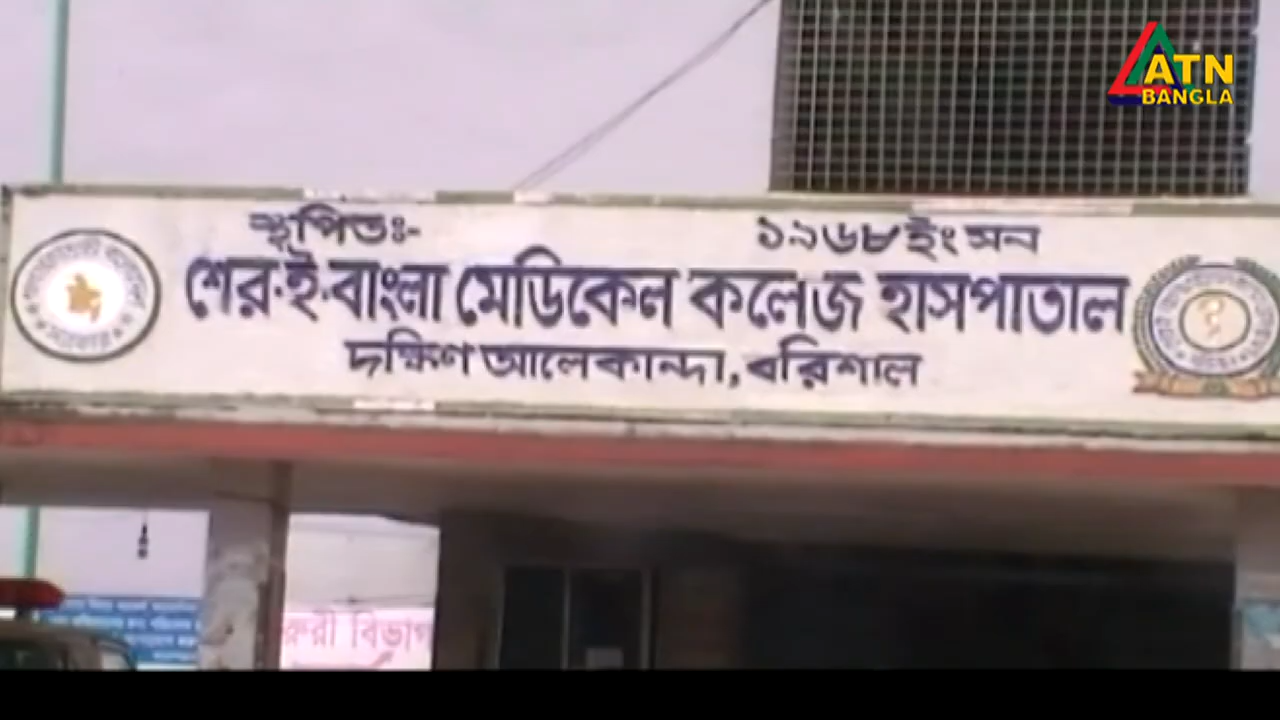 ATN
BANGLA
স্থাপিতঃ- ১৯৬৮ইং সন
শের-ই-বাংলা মেডিকেল কলেজ হাসপাতাল
দক্ষিণ আলেকান্দা, বরিশাল
রুরী বিভাগ